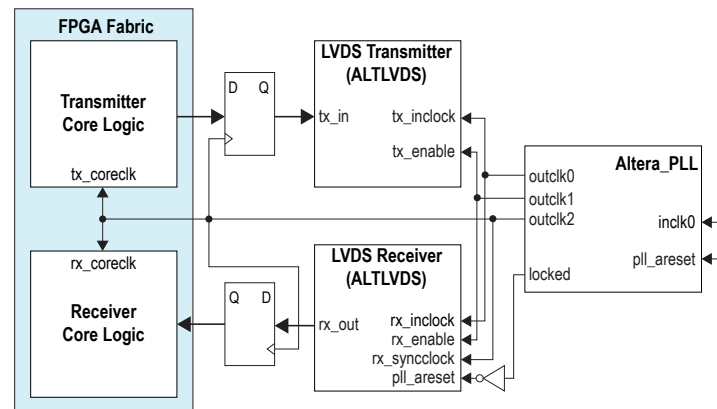 FPGA Fabric
Transmitter
Core Logic
tx_coreclk
D Q
LVDS Transmitter
(ALTLVDS)
tx_in
tx_inclock
tx_enable
Altera_PLL
outclk0
outclk1
outclk2
locked
inclk0
pll_areset
rx_coreclk
Receiver
Core Logic
Q D
LVDS Receiver
(ALTLVDS)
rx_out
rx_inclock
rx_enable
rx_syncclock
pll_areset